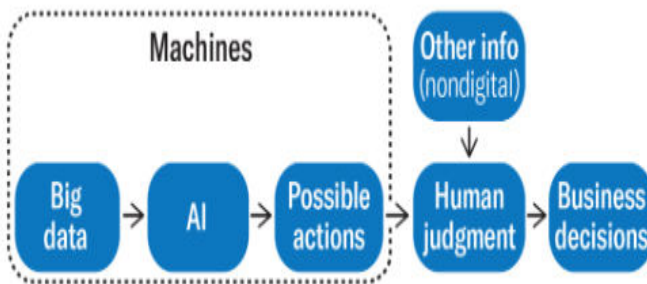 Machines
Other info
(nondigital)
Big
data
AI
Possible
actions
Human
judgment
Business
decisions